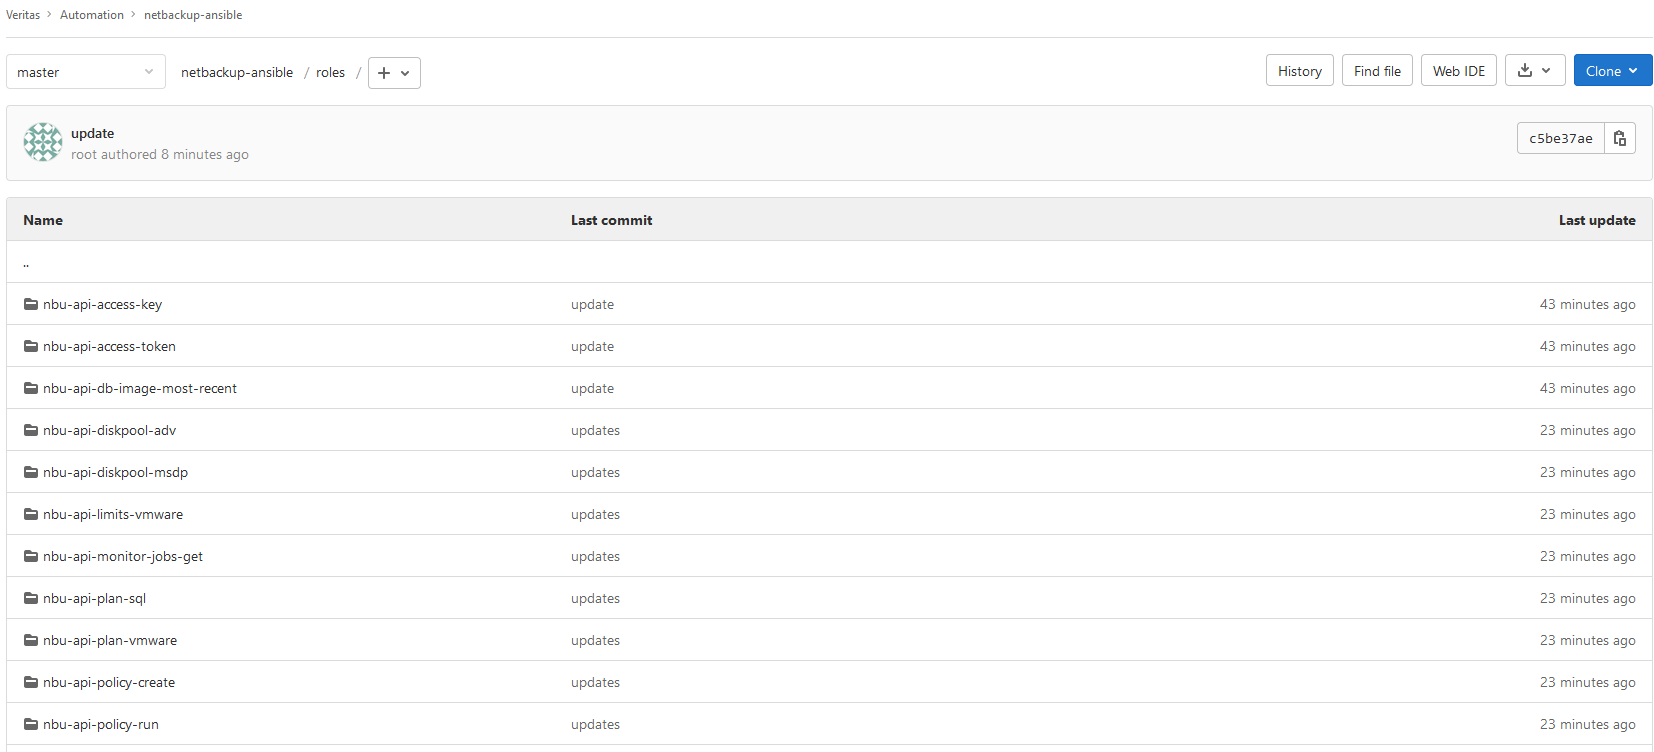 Veritas > Automation > netbackup-ansible
master netbackup-ansible / roles / + History Find file Web IDE Clone
update
root authored 8 minutes ago
c5be37ae
Name Last commit Last update
..
nbu-api-access-key update 43 minutes ago
nbu-api-access-token update 43 minutes ago
nbu-api-db-image-most-recent update 43 minutes ago
nbu-api-diskpool-adv updates 23 minutes ago
nbu-api-diskpool-msdp updates 23 minutes ago
nbu-api-limits-vmware updates 23 minutes ago
nbu-api-monitor-jobs-get updates 23 minutes ago
nbu-api-plan-sql updates 23 minutes ago
nbu-api-plan-vmware updates 23 minutes ago
nbu-api-policy-create updates 23 minutes ago
nbu-api-policy-run updates 23 minutes ago